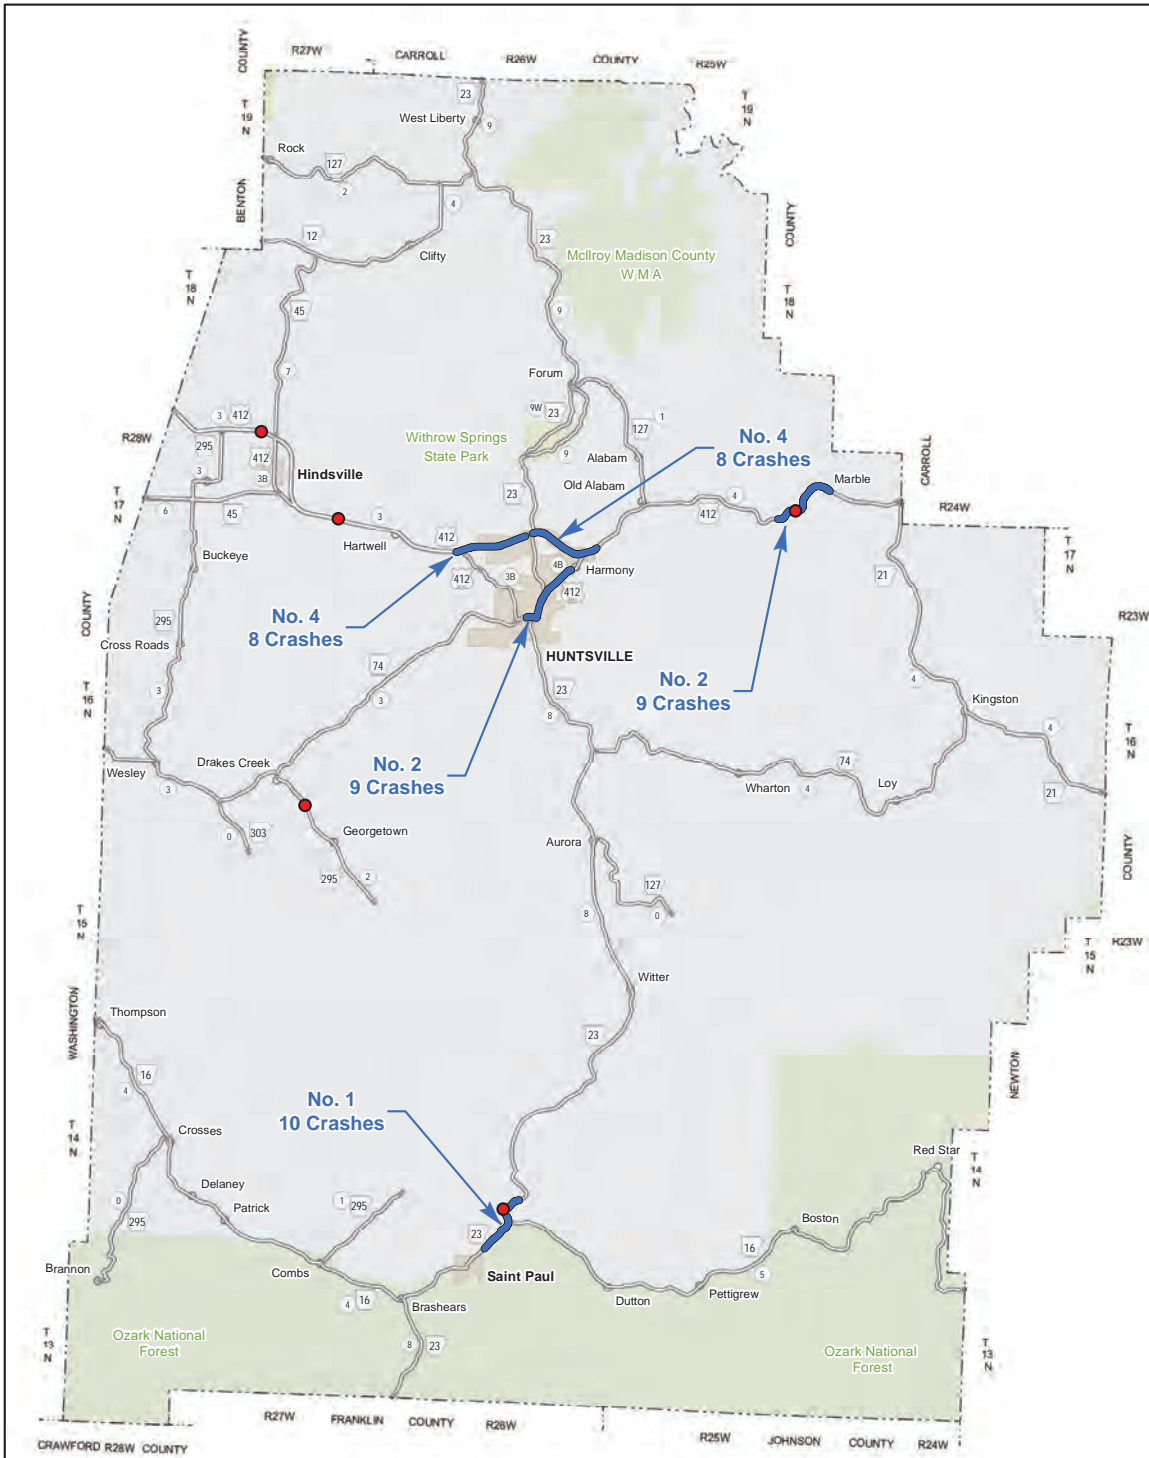 R27W
CARROLL
R26W
COUNTY
R25W
COUNTY
T
19
N
T
19
N
23
West Liberty
9
Rock
127
2
4
BENTON
12
Clifty
23
McIlroy Madison County
W M A
COUNTY
T
18
N
T
18
N
45
9
7
Forum
9W
23
1
3
412
R28W
295
412
Withrow Springs
State Park
127
9
Alabam
No. 4
8 Crashes
3
3B
Hindsville
Old Alabam
Marble
CARROLL
T
17
N
6
45
23
4
412
R24W
3
Hartwell
412
T
17
N
Buckeye
412
3B
4B
Harmony
412
21
COUNTY
295
No. 4
8 Crashes
R23W
Cross Roads
HUNTSVILLE
74
23
No. 2
9 Crashes
4
3
T
16
N
3
8
Kingston
4
T
16
N
Drakes Creek
No. 2
9 Crashes
Wesley
3
74
Wharton
4
Loy
21
0
303
Georgetown
Aurora
COUNTY
295
2
127
0
8
T
15
N
R23W
T
15
N
Witter
Thompson
WASHINGTON
23
16
4
NEWTON
No. 1
10 Crashes
T
14
N
Crosses
Red Star
T
14
N
Delaney
0
295
Patrick
1
295
23
Boston
16
5
Brannon
Combs
Saint Paul
Pettigrew
Dutton
4
16
Brashears
Ozark National
Forest
8
23
Ozark National
Forest
T
13
N
T
13
N
R27W
FRANKLIN
COUNTY
R26W
R25W
JOHNSON
COUNTY
R24W
CRAWFORD
R28W
COUNTY